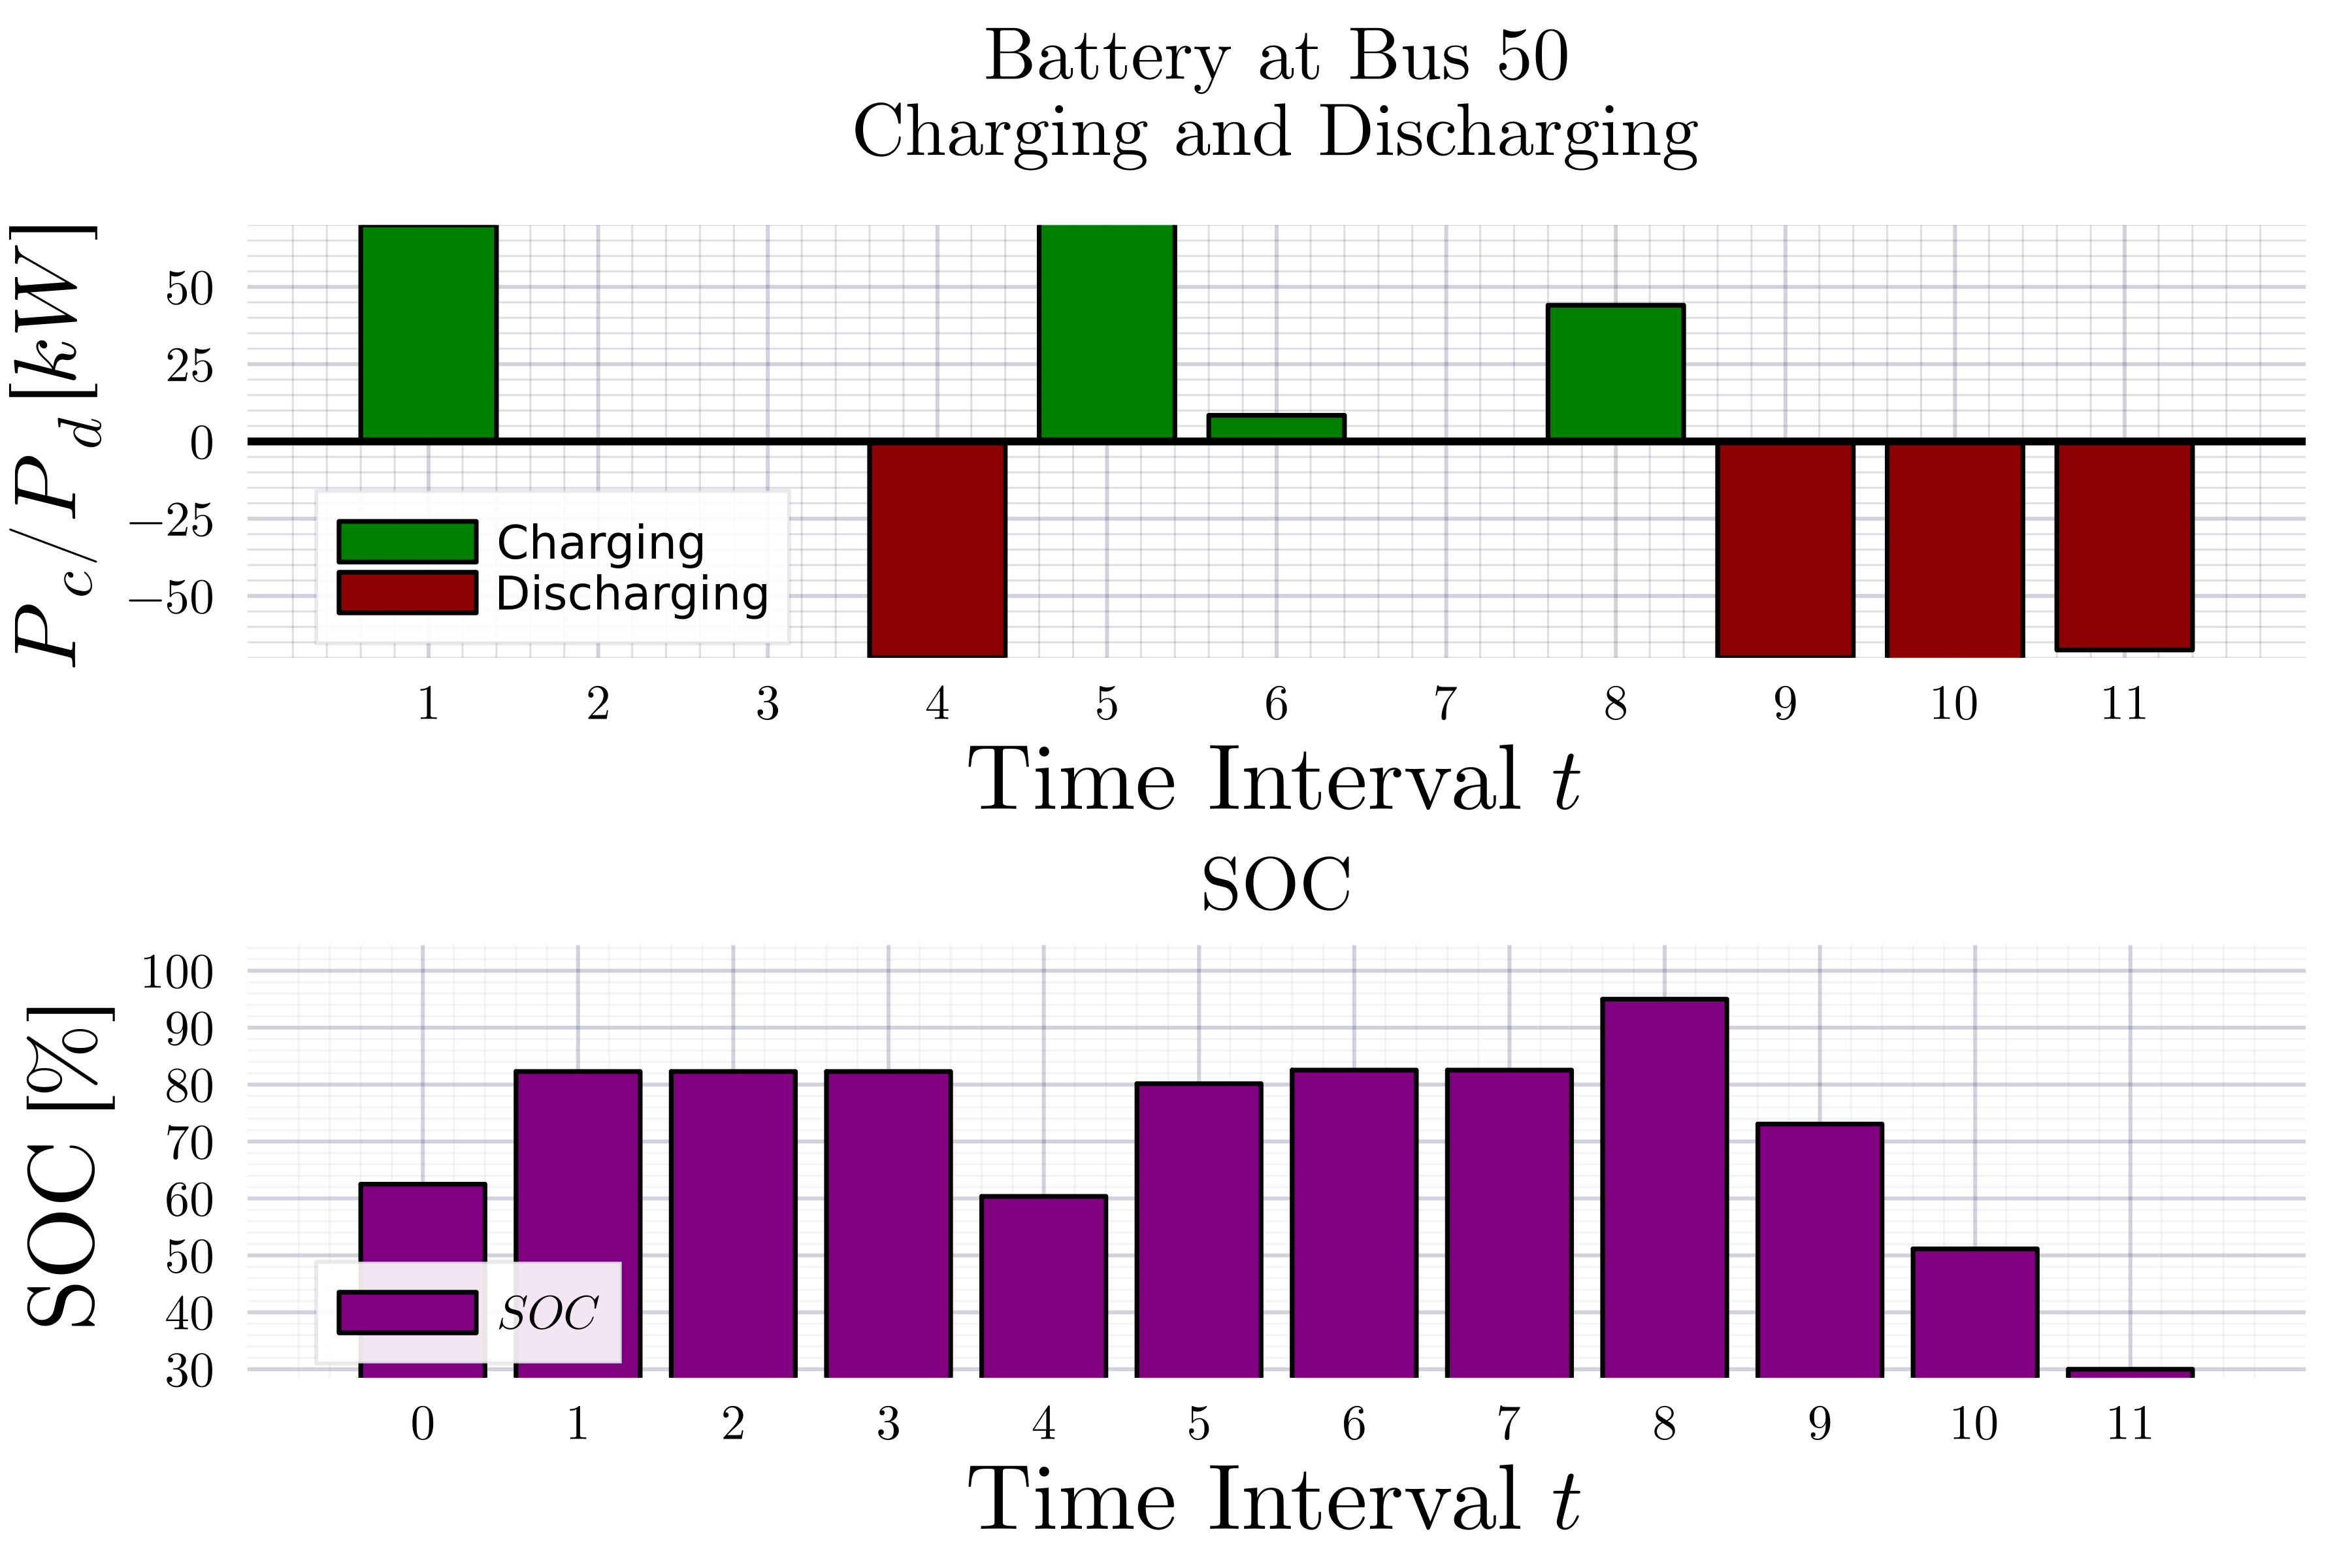 Battery at Bus 50
Charging and Discharging
P_c/P_d [kW]
50
25
0
−25
−50
Charging
Discharging
1 2 3 4 5 6 7 8 9 10 11
Time Interval t
SOC
SOC [%]
100
90
80
70
60
50
40
30
SOC
0 1 2 3 4 5 6 7 8 9 10 11
Time Interval t